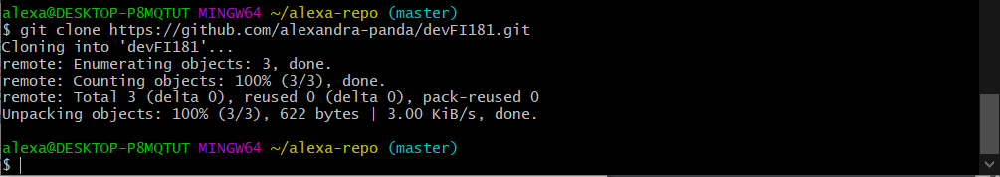 alexa@DESKTOP-P8MQTUT MINGW64 ~/alexa-repo (master)
$ git clone https://github.com/alexandra-panda/devFI181.git
Cloning into 'devFI181'...
remote: Enumerating objects: 3, done.
remote: Counting objects: 100% (3/3), done.
remote: Total 3 (delta 0), reused 0 (delta 0), pack-reused 0
Unpacking objects: 100% (3/3), 622 bytes | 3.00 KiB/s, done.
alexa@DESKTOP-P8MQTUT MINGW64 ~/alexa-repo (master)
$